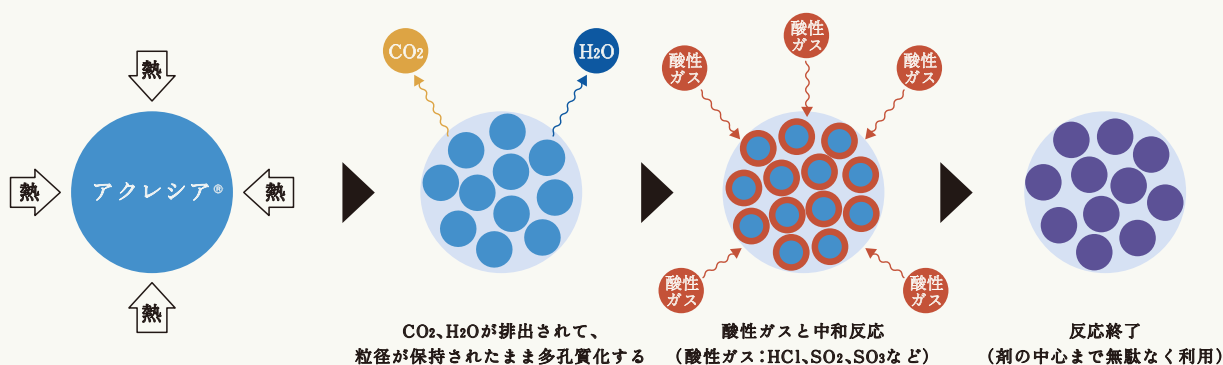 熱
熱
アクレシア®
熱
熱
CO2
H2O
CO2、H2Oが排出されて、
粒径が保持されたまま多孔質化する
酸性
ガス
酸性
ガス
酸性
ガス
酸性
ガス
酸性
ガス
酸性ガスと中和反応
(酸性ガス:HCl、SO2、SO3など)
反応終了
(剤の中心まで無駄なく利用)